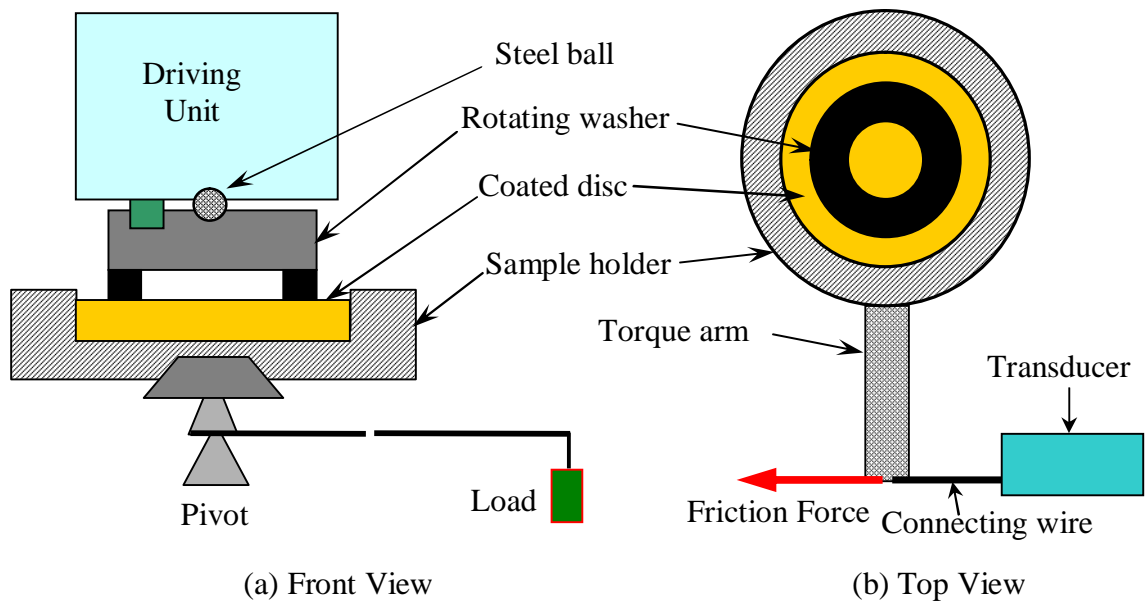 Driving
Unit
Steel ball
Rotating washer
Coated disc
Sample holder
Torque arm
Transducer
Pivot
Load
Friction Force
Connecting wire
(a) Front View
(b) Top View